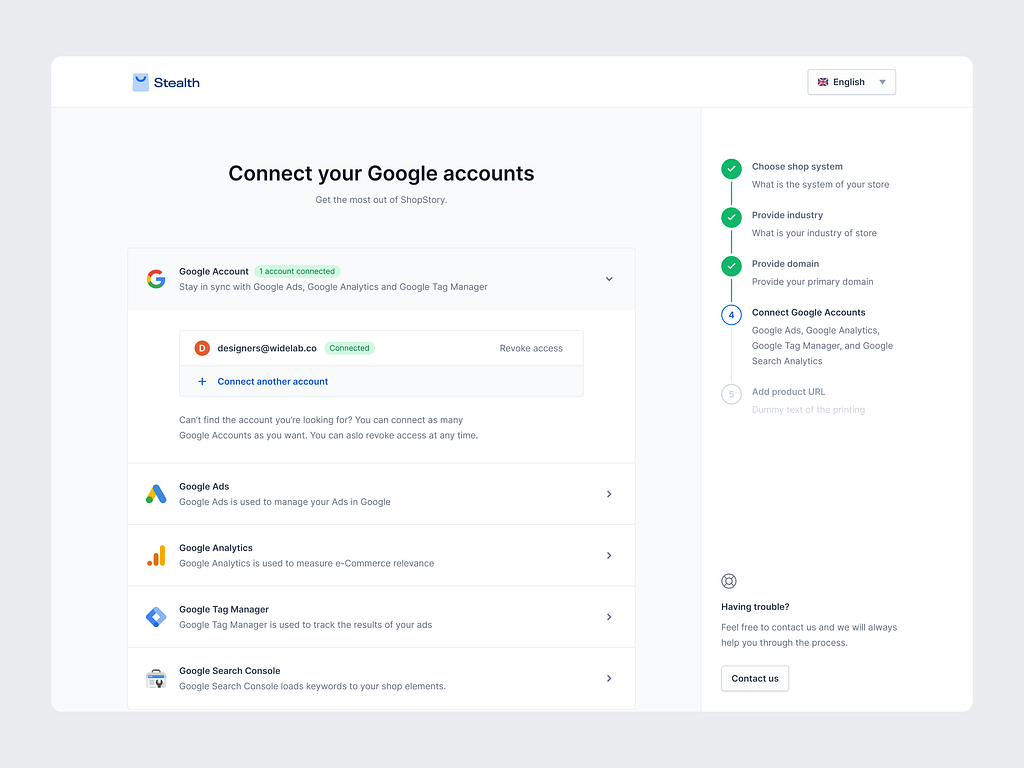 Stealth
English
Connect your Google accounts
Get the most out of ShopStory.
Google Account 1 account connected
Stay in sync with Google Ads, Google Analytics and Google Tag Manager
D designers@widelab.co Connected Revoke access
+ Connect another account
Can't find the account you're looking for? You can connect as many
Google Accounts as you want. You can aslo revoke access at any time.
Google Ads
Google Ads is used to manage your Ads in Google
Google Analytics
Google Analytics is used to measure e-Commerce relevance
Google Tag Manager
Google Tag Manager is used to track the results of your ads
Google Search Console
Google Search Console loads keywords to your shop elements.
Choose shop system
What is the system of your store
Provide industry
What is your industry of store
Provide domain
Provide your primary domain
4 Connect Google Accounts
Google Ads, Google Analytics,
Google Tag Manager, and Google
Search Analytics
5 Add product URL
Dummy text of the printing
Having trouble?
Feel free to contact us and we will always
help you through the process.
Contact us